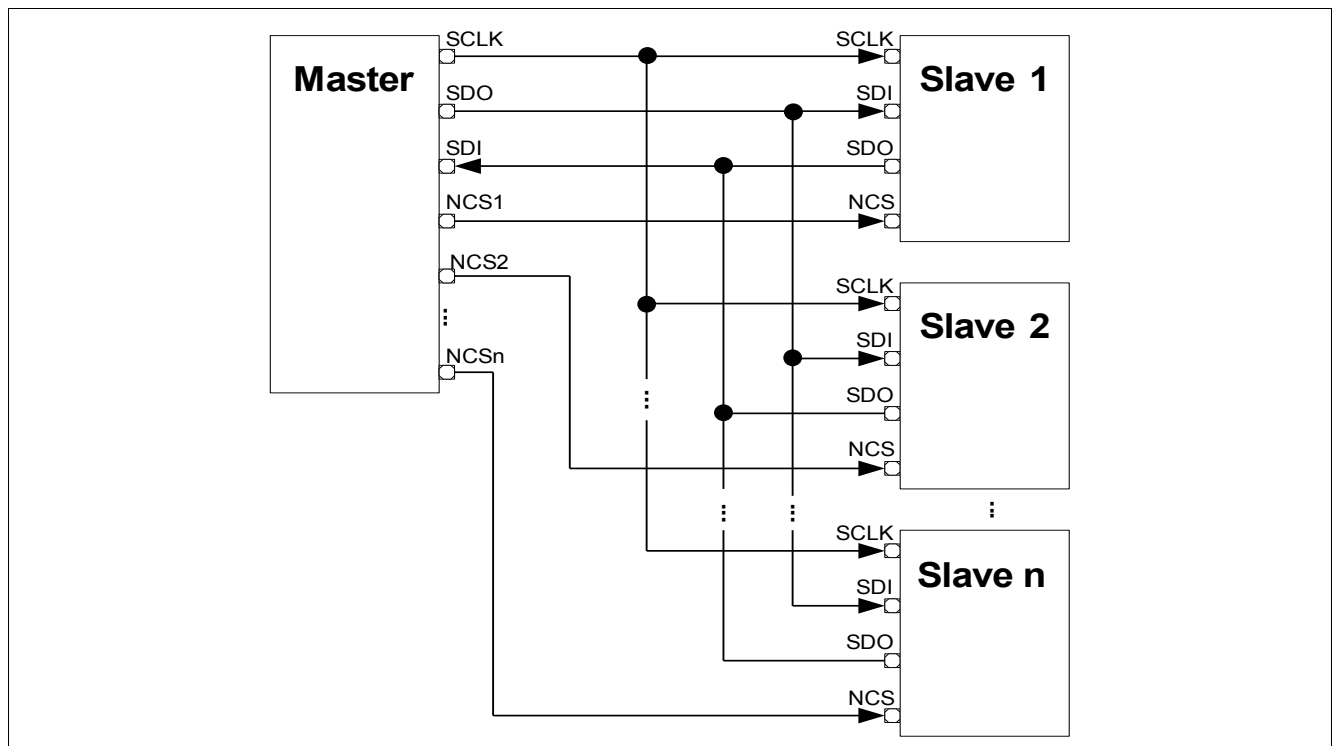 Master
SCLK
SDO
SDI
NCS1
NCS2
...
NCSn
SCLK
SDI
SDO
NCS
Slave 1
SCLK
SDI
SDO
NCS
Slave 2
...
...
...
...
SCLK
SDI
SDO
NCS
Slave n